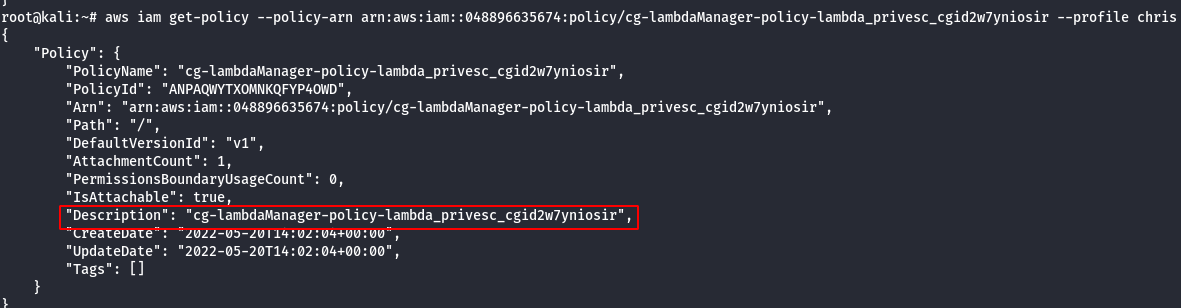 root@kali:~# aws iam get-policy --policy-arn arn:aws:iam::048896635674:policy/cg-lambdaManager-policy-lambda_privesc_cgid2w7yniosir --profile chris
{
    "Policy": {
        "PolicyName": "cg-lambdaManager-policy-lambda_privesc_cgid2w7yniosir",
        "PolicyId": "ANPAQWYTXOMNKQFYP4OWD",
        "Arn": "arn:aws:iam::048896635674:policy/cg-lambdaManager-policy-lambda_privesc_cgid2w7yniosir",
        "Path": "/",
        "DefaultVersionId": "v1",
        "AttachmentCount": 1,
        "PermissionsBoundaryUsageCount": 0,
        "IsAttachable": true,
        "Description": "cg-lambdaManager-policy-lambda_privesc_cgid2w7yniosir",
        "CreateDate": "2022-05-20T14:02:04+00:00",
        "UpdateDate": "2022-05-20T14:02:04+00:00",
        "Tags": []
    }
}